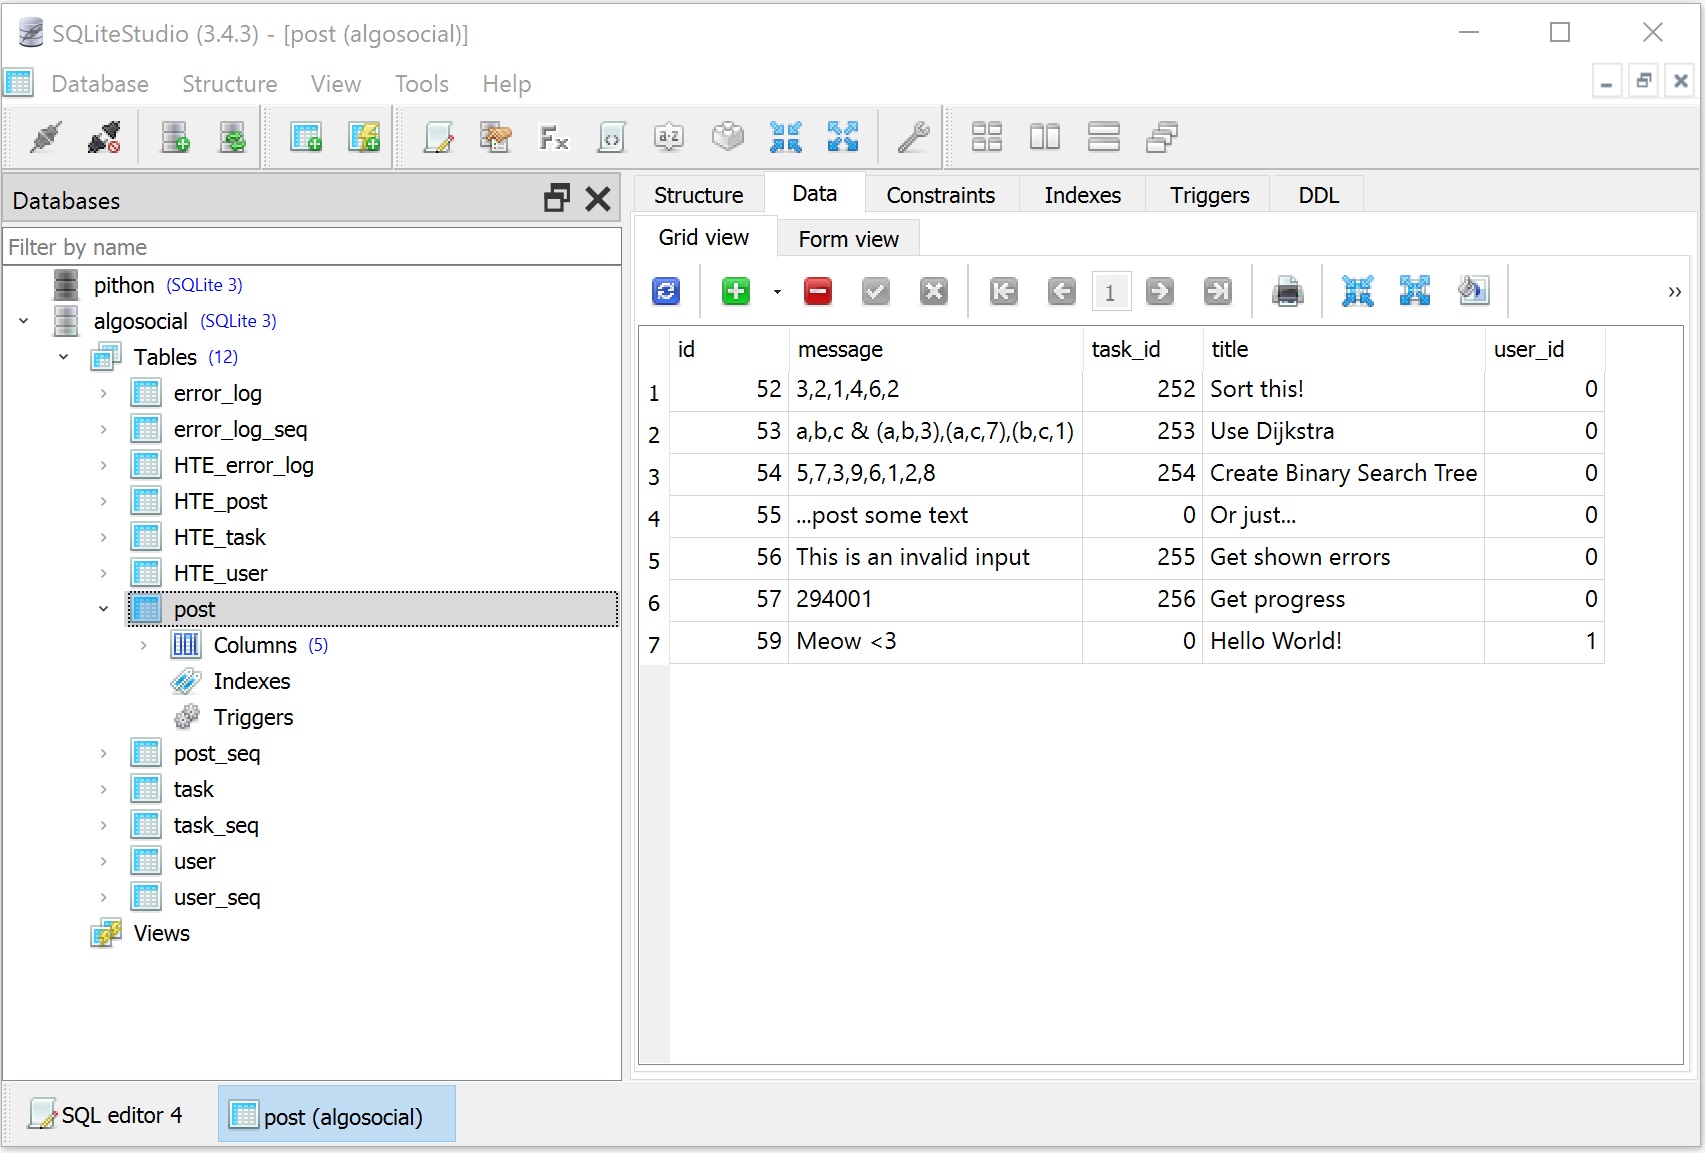 SQLiteStudio (3.4.3) - [post (algosocial)]
Database Structure View Tools Help
Databases
Filter by name
pithon (SQLite 3)
algosocial (SQLite 3)
Tables (12)
error_log
error_log_seq
HTE_error_log
HTE_post
HTE_task
HTE_user
post
Columns (5)
Indexes
Triggers
post_seq
task
task_seq
user
user_seq
Views
Structure Data Constraints Indexes Triggers DDL
Grid view Form view
1
id message task_id title user_id
1 52 3,2,1,4,6,2 252 Sort this! 0
2 53 a,b,c & (a,b,3),(a,c,7),(b,c,1) 253 Use Dijkstra 0
3 54 5,7,3,9,6,1,2,8 254 Create Binary Search Tree 0
4 55 ...post some text 0 Or just... 0
5 56 This is an invalid input 255 Get shown errors 0
6 57 294001 256 Get progress 0
7 59 Meow <3 0 Hello World! 1
SQL editor 4 post (algosocial)